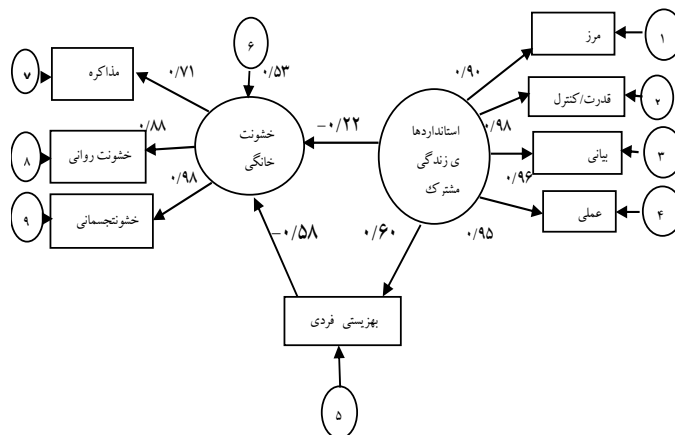 ۶
۱
مرز
مذاکره
۷
۰/۷۱
۰/۵۳
۰/۹۰
قدرت/کنترل
۲
۰/۸۸
۰/۹۸
−۰/۲۲
خشونت
خانگی
استانداردها
ی زندگی
مشترک
خشونت روانی
۸
بیانی
۳
۰/۹۸
۰/۹۶
خشونتجسمانی
۹
عملی
۴
−۰/۵۸
۰/۶۰
۰/۹۵
بهزیستی فردی
۵